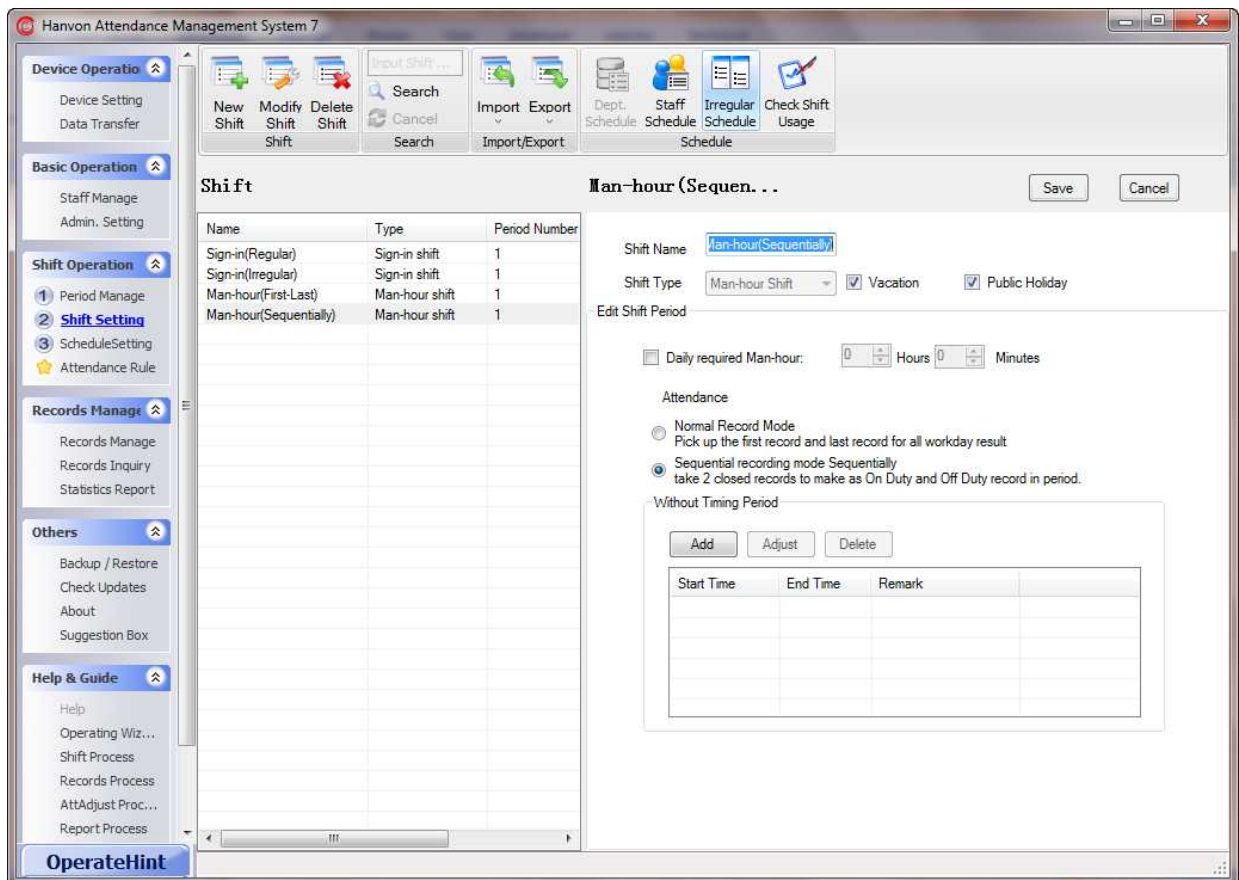 Hanvon Attendance Management System 7
Device Operatio
Device Setting
Data Transfer
Basic Operation
Staff Manage
Admin. Setting
Shift Operation
1 Period Manage
2 Shift Setting
3 ScheduleSetting
Attendance Rule
Records Manage
Records Manage
Records Inquiry
Statistics Report
Others
Backup / Restore
Check Updates
About
Suggestion Box
Help & Guide
Help
Operating Wiz...
Shift Process
Records Process
AttAdjust Proc...
Report Process
OperateHint
New Shift
Modify Shift
Delete Shift
Shift
Input Shift ...
Search
Cancel
Search
Import Export
Import/Export
Dept. Schedule
Staff Schedule
Irregular Schedule
Check Shift Usage
Schedule
Shift
Name Type Period Number
Sign-in(Regular) Sign-in shift 1
Sign-in(Irregular) Sign-in shift 1
Man-hour(First-Last) Man-hour shift 1
Man-hour(Sequentially) Man-hour shift 1
Man-hour(Sequen...
Save Cancel
Shift Name Man-hour(Sequentially)
Shift Type Man-hour Shift Vacation Public Holiday
Edit Shift Period
Daily required Man-hour: 0 Hours 0 Minutes
Attendance
Normal Record Mode
Pick up the first record and last record for all workday result
Sequential recording mode Sequentially
take 2 closed records to make as On Duty and Off Duty record in period.
Without Timing Period
Add Adjust Delete
Start Time End Time Remark